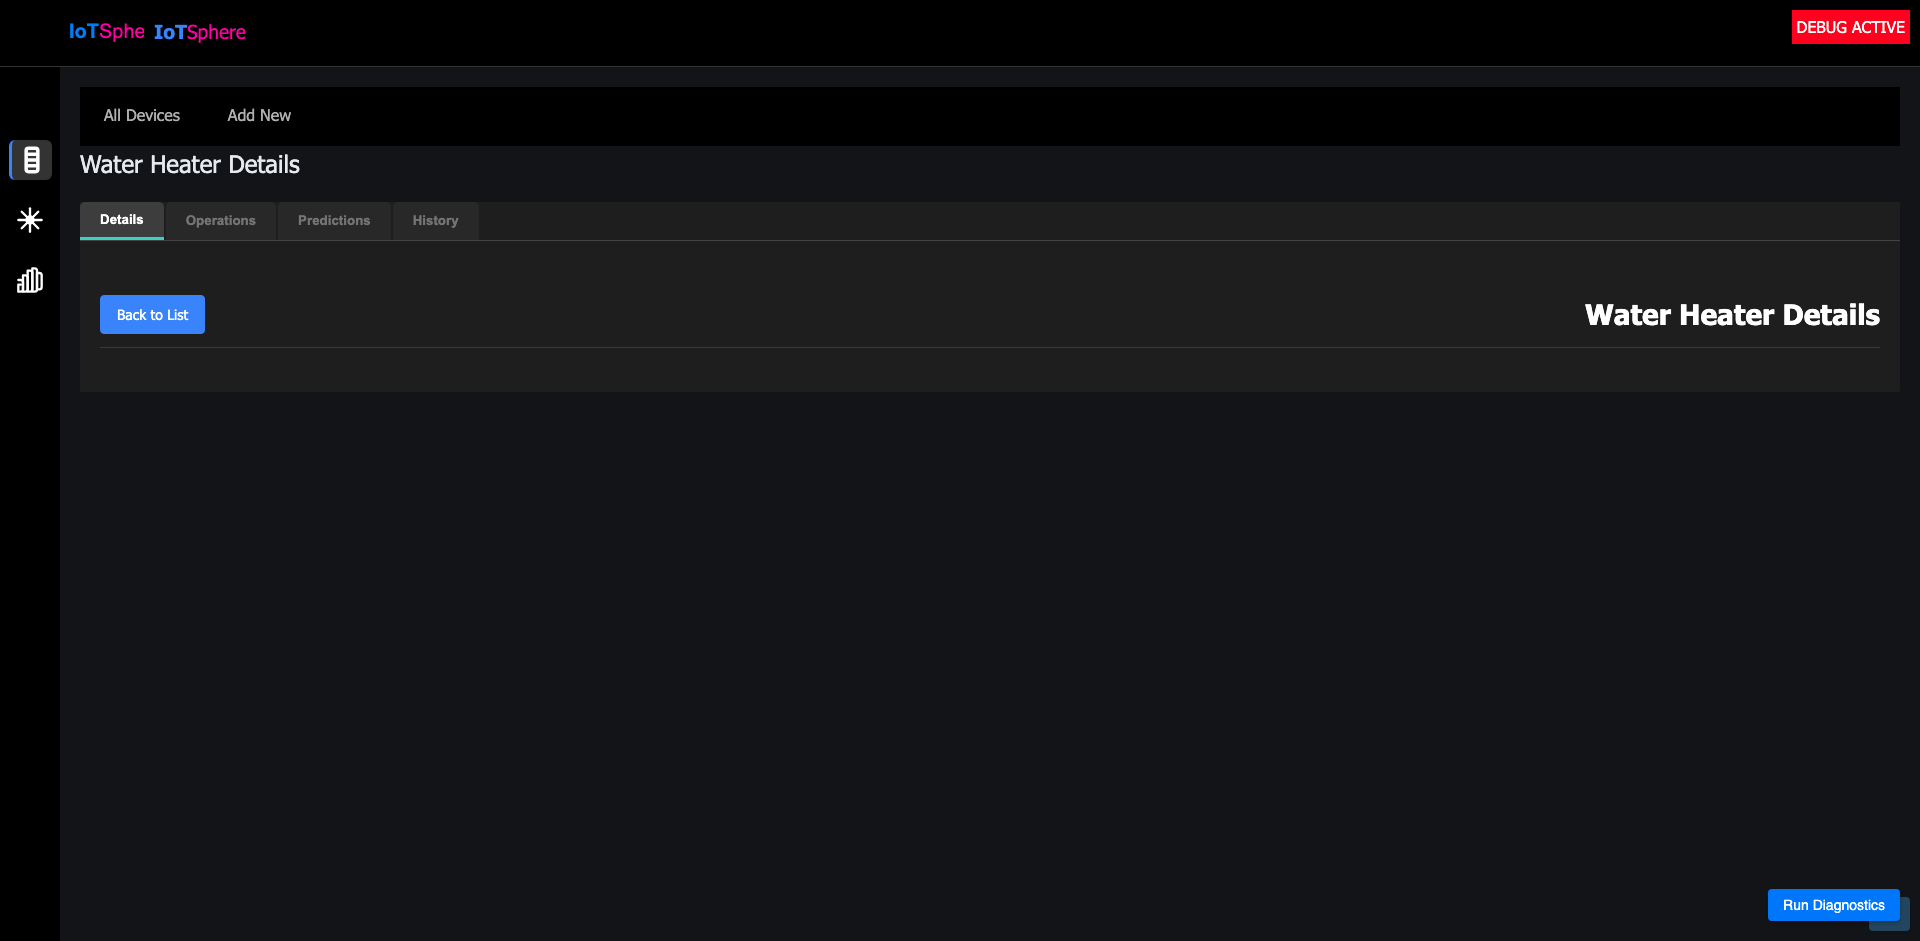 IoTSphe IoTSphere
DEBUG ACTIVE
All Devices Add New
Water Heater Details
Details Operations Predictions History
Back to List
Water Heater Details
Run Diagnostics